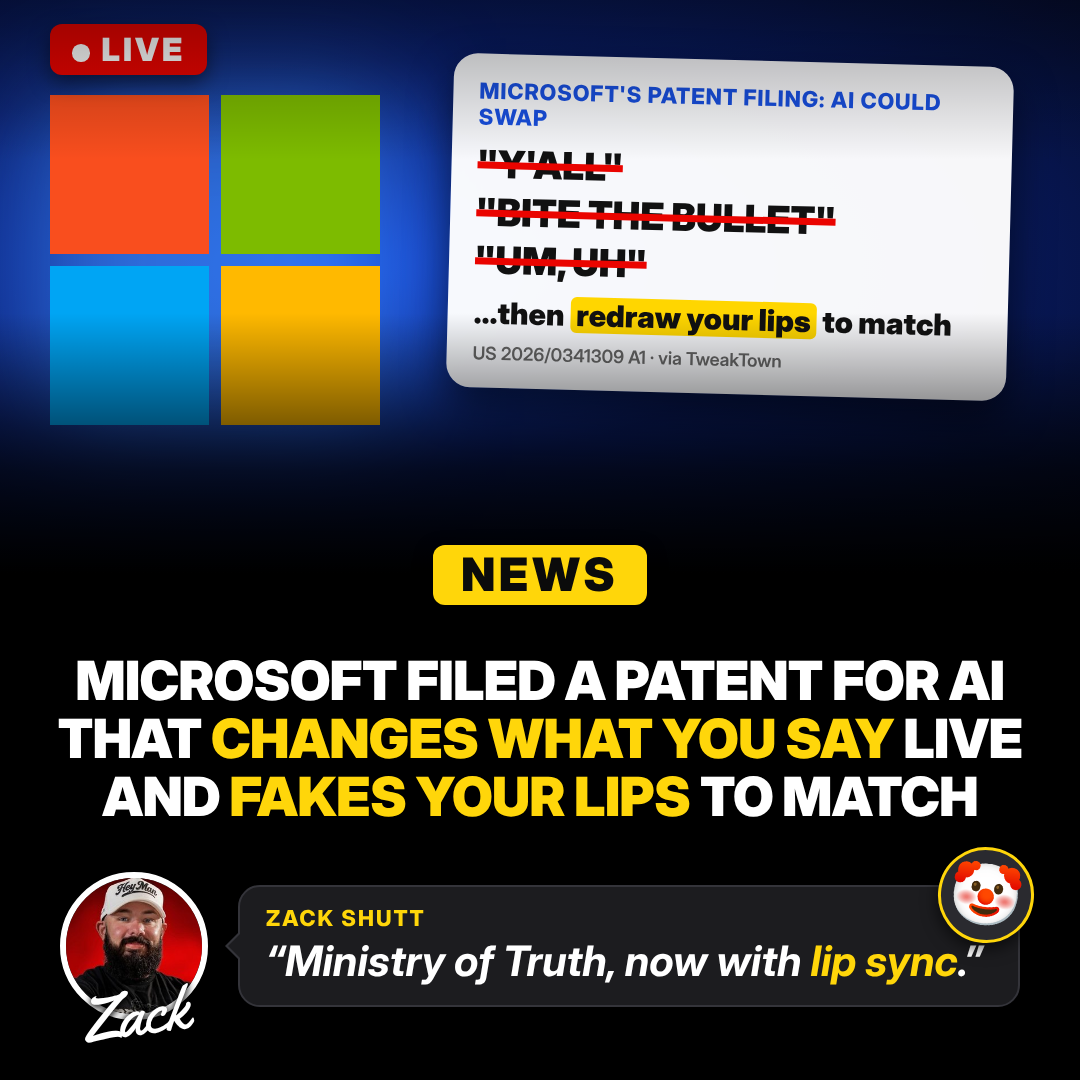 LIVE
MICROSOFT'S PATENT FILING: AI COULD
SWAP
"Y'ALL"
"BITE THE BULLET"
"UM, UH"
...then redraw your lips to match
US 2026/0341309 A1 · via TweakTown
NEWS
MICROSOFT FILED A PATENT FOR AI
THAT CHANGES WHAT YOU SAY LIVE
AND FAKES YOUR LIPS TO MATCH
Hey Man
ZACK SHUTT
“Ministry of Truth, now with lip sync.”
Zack